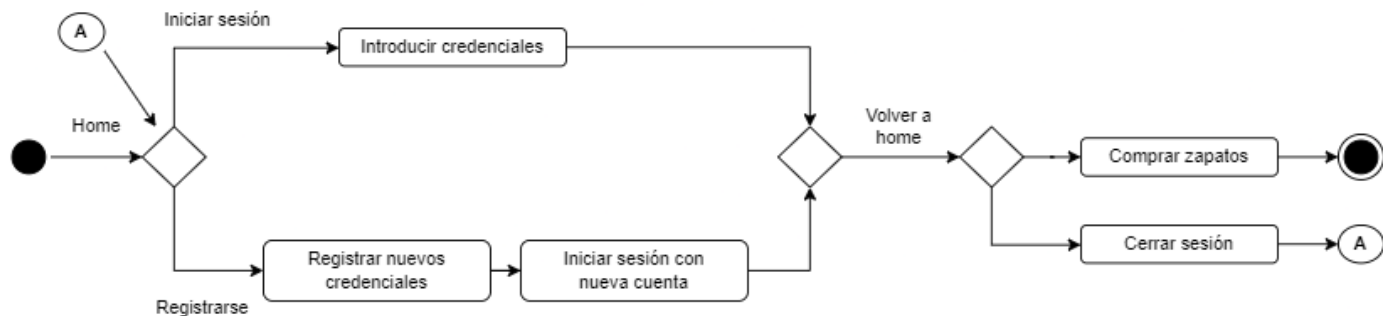 Iniciar sesión
A
Introducir credenciales
Home
Volver a
home
Comprar zapatos
Registrar nuevos
credenciales
Iniciar sesión con
nueva cuenta
Cerrar sesión
A
Registrarse